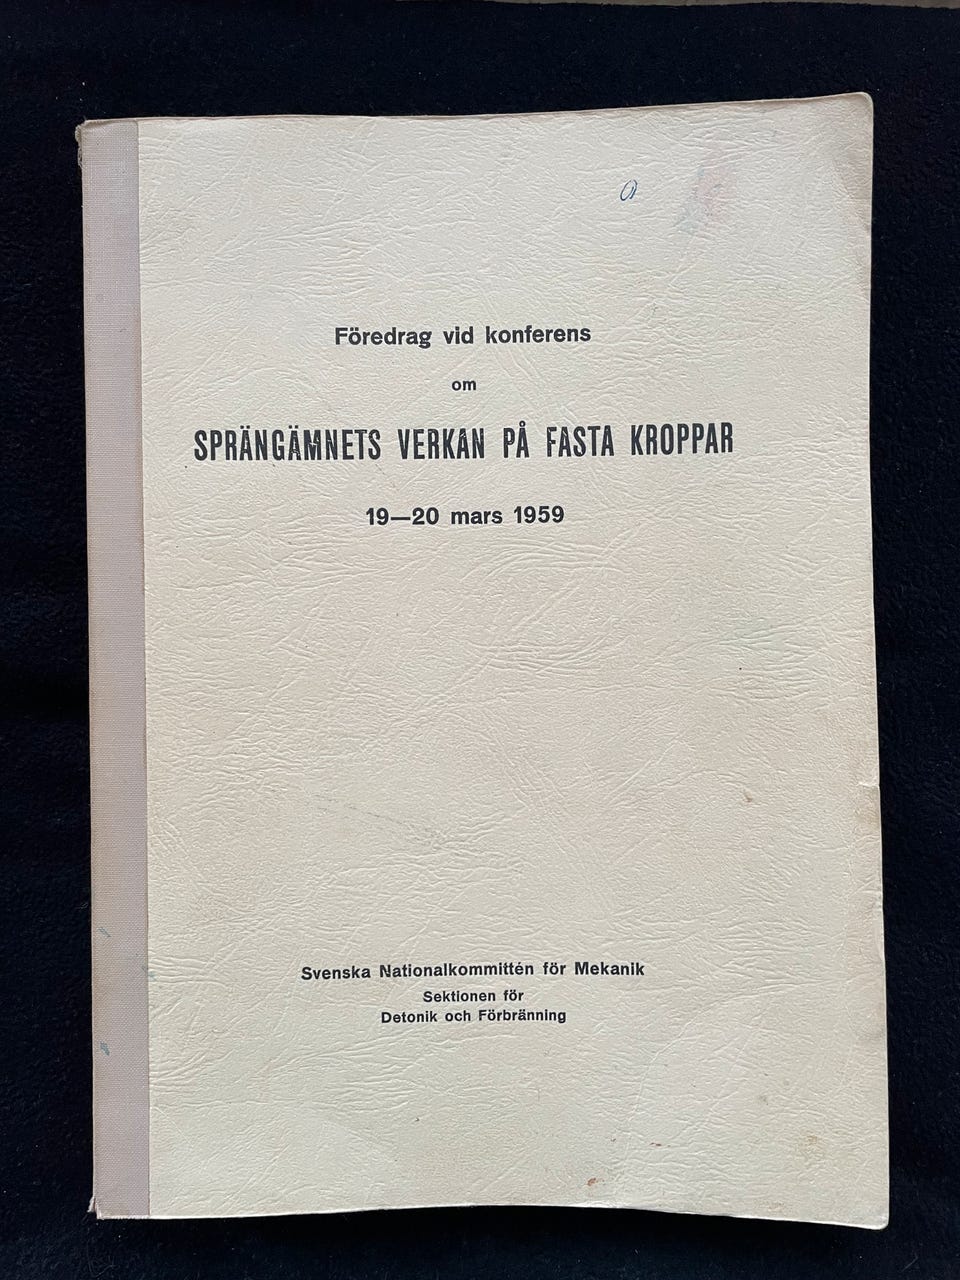 Föredrag vid konferens
om
SPRÄNGÄMNETS VERKAN PÅ FASTA KROPPAR
19—20 mars 1959
Svenska Nationalkommittén för Mekanik
Sektionen för
Detonik och Förbränning